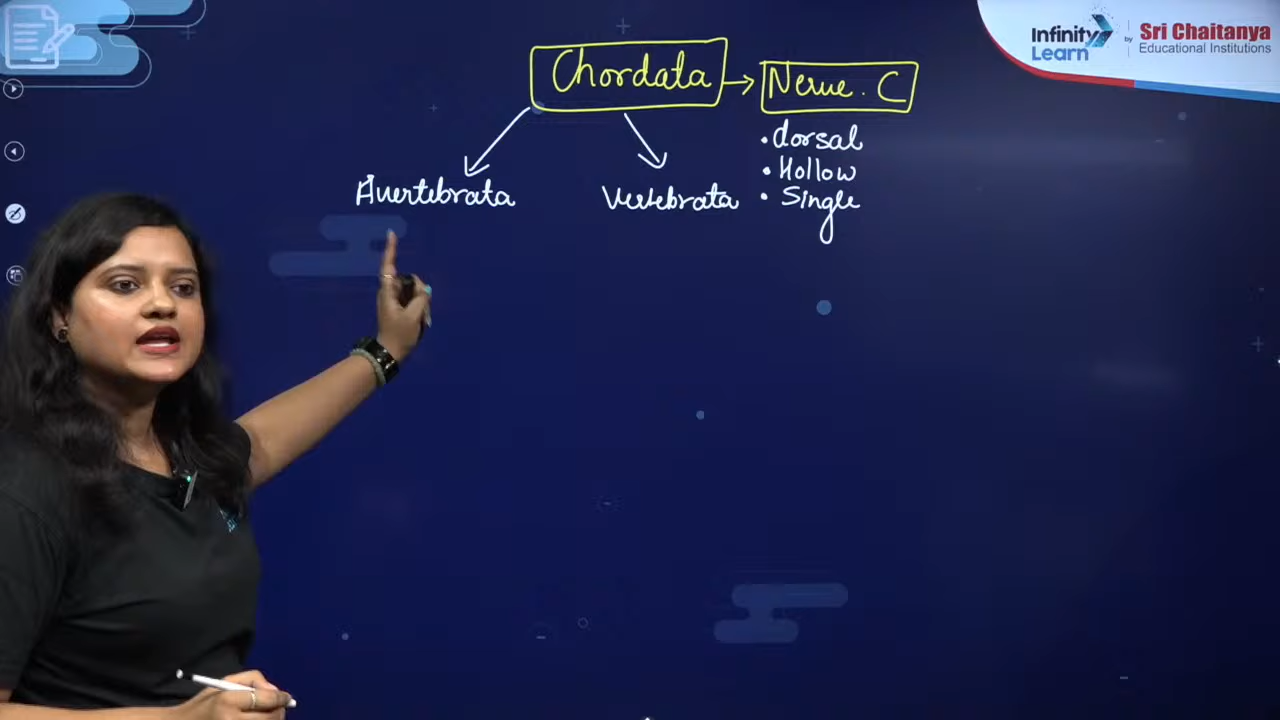 Infinity Learn by Sri Chaitanya Educational Institutions
Chordata → Nerve. C
• dorsal
• Hollow
• Single
Avertebrata
Vertebrata